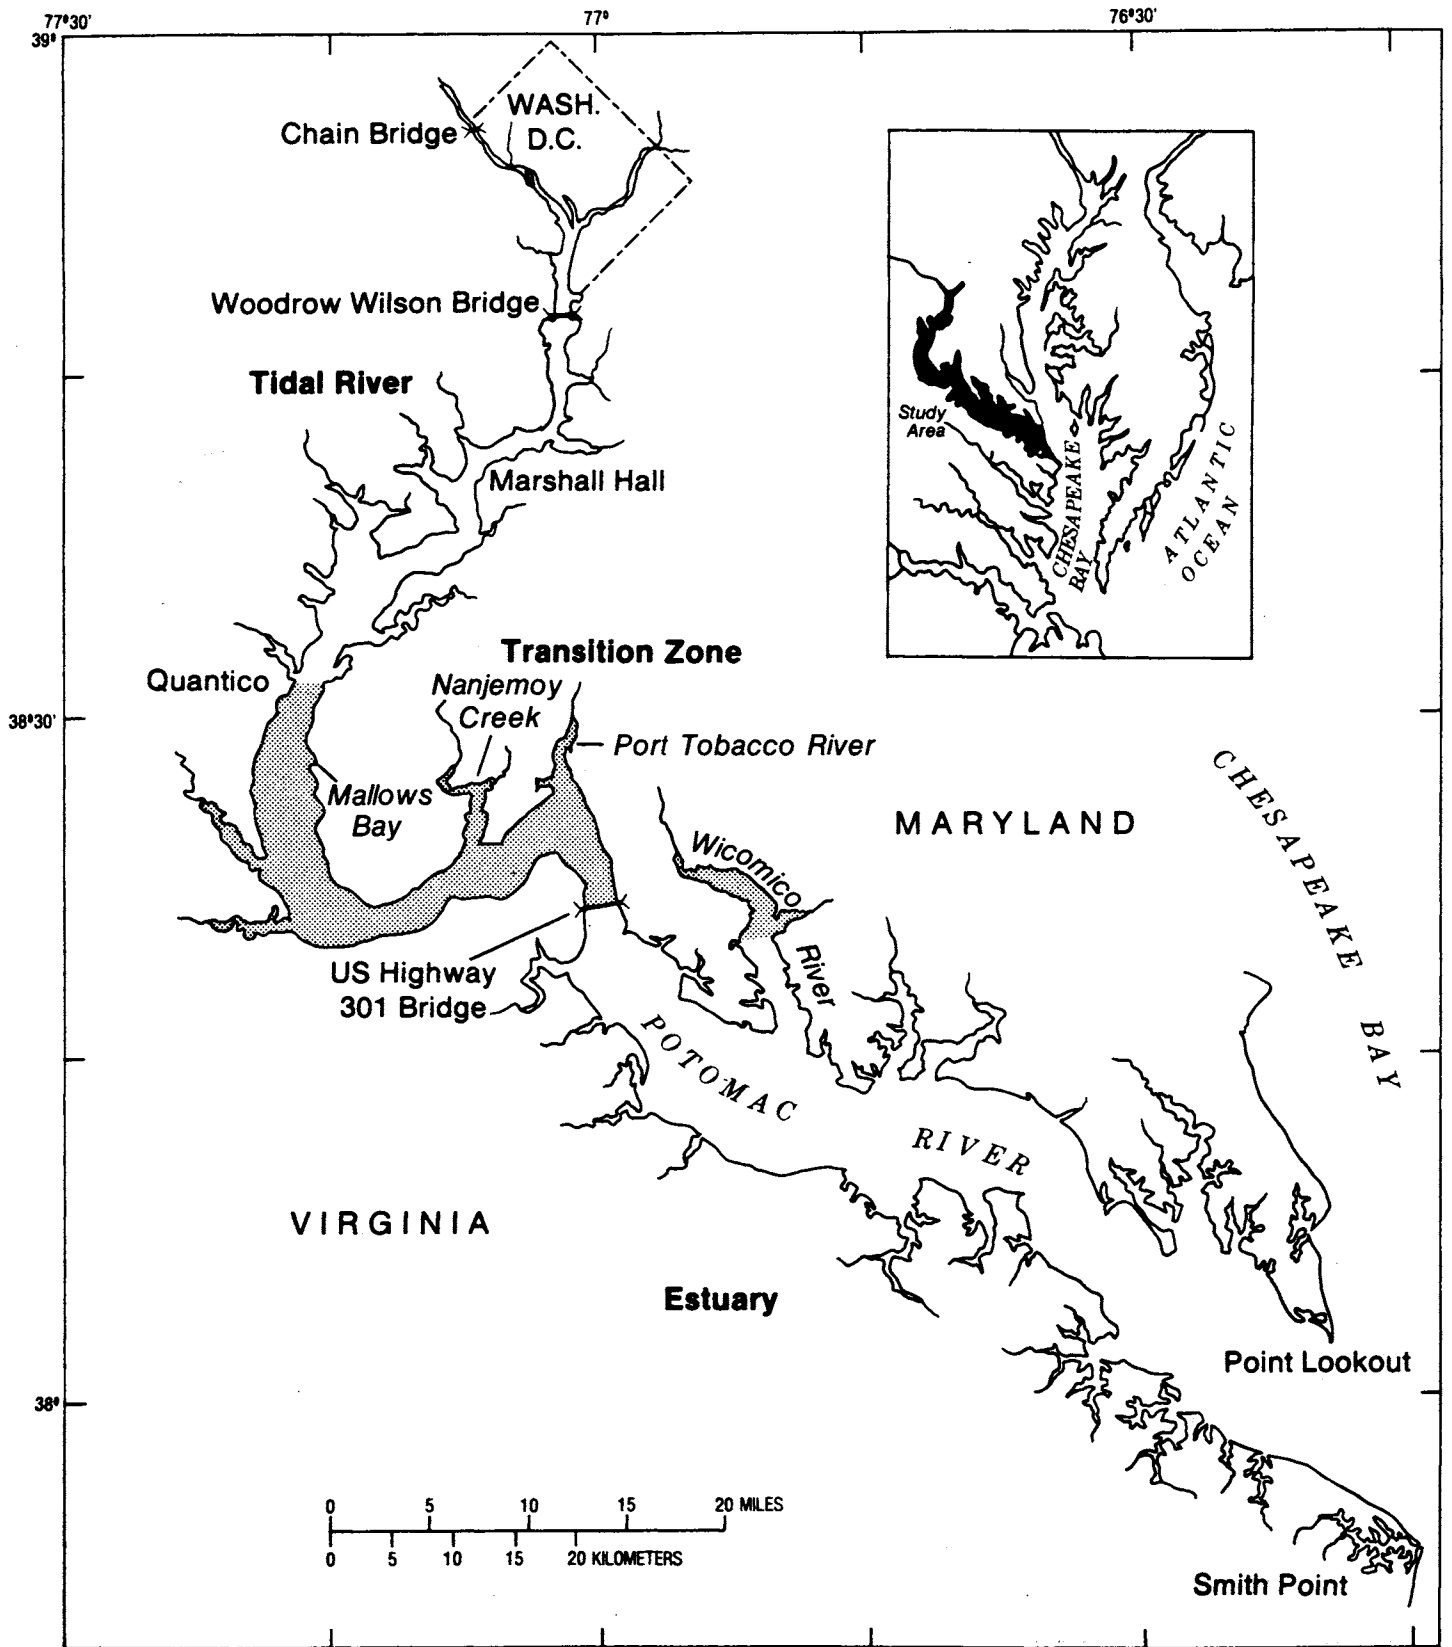 77°30'
77°
76°30'
39°
WASH.
D.C.
Chain Bridge
Woodrow Wilson Bridge
Tidal River
Marshall Hall
Study
Area
CHESAPEAKE
BAY
ATLANTIC
OCEAN
Transition Zone
Quantico
Nanjemoy
Creek
38°30'
Port Tobacco River
Mallows
Bay
MARYLAND
CHESAPEAKE BAY
Wicomico
River
US Highway
301 Bridge
POTOMAC
RIVER
VIRGINIA
Estuary
Point Lookout
38°
0 5 10 15 20 MILES
0 5 10 15 20 KILOMETERS
Smith Point